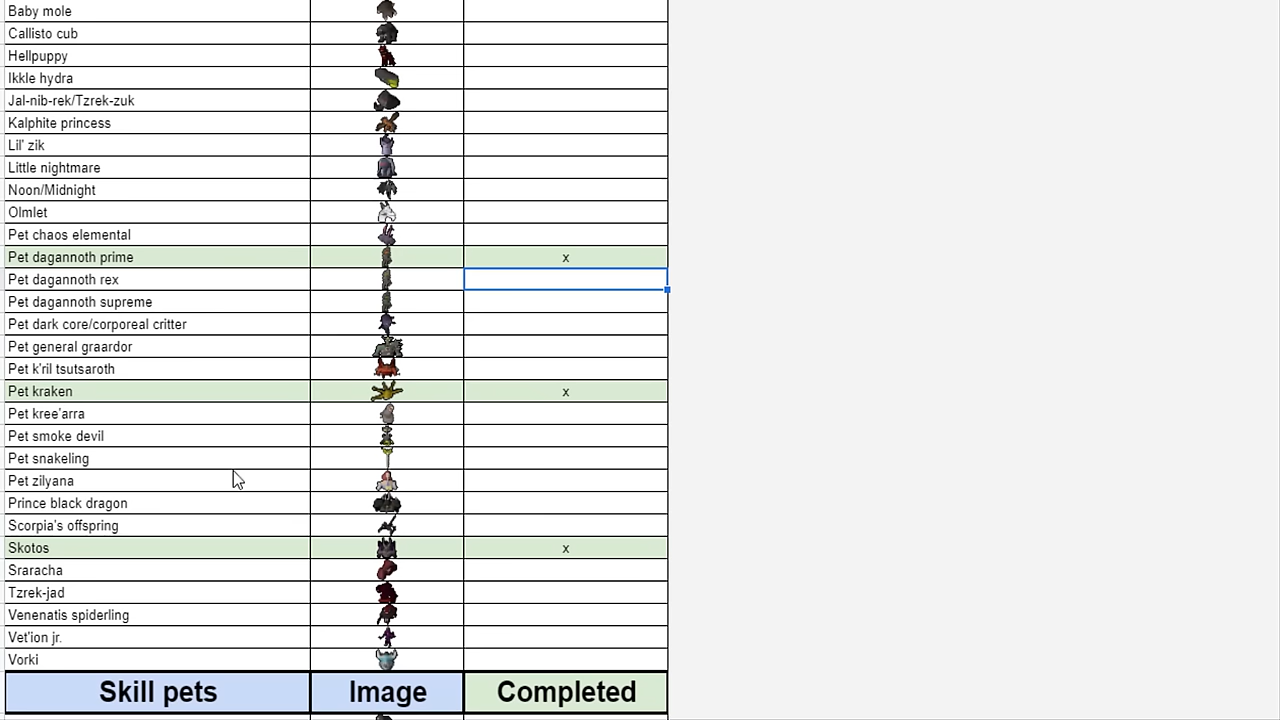 Baby mole
Callisto cub
Hellpuppy
Ikkle hydra
Jal-nib-rek/Tzrek-zuk
Kalphite princess
Lil' zik
Little nightmare
Noon/Midnight
Olmlet
Pet chaos elemental
Pet dagannoth prime x
Pet dagannoth rex
Pet dagannoth supreme
Pet dark core/corporeal critter
Pet general graardor
Pet k'ril tsutsaroth
Pet kraken x
Pet kree'arra
Pet smoke devil
Pet snakeling
Pet zilyana
Prince black dragon
Scorpia's offspring
Skotos x
Sraracha
Tzrek-jad
Venenatis spiderling
Vet'ion jr.
Vorki
Skill pets Image Completed